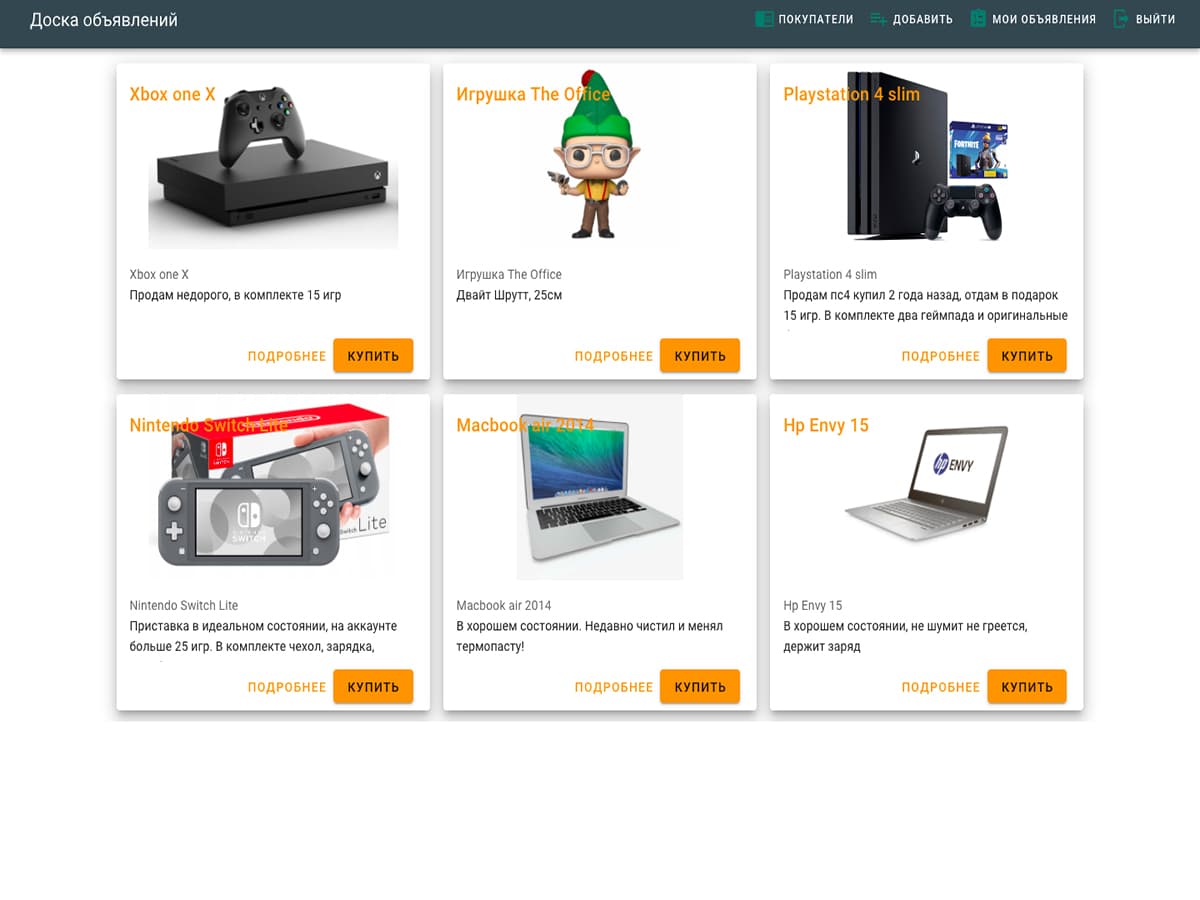 Доска объявлений
ПОКУПАТЕЛИ
ДОБАВИТЬ
МОИ ОБЪЯВЛЕНИЯ
ВЫЙТИ
Xbox one X
Xbox one X
Продам недорого, в комплекте 15 игр
ПОДРОБНЕЕ
КУПИТЬ
Игрушка The Office
Игрушка The Office
Двайт Шрутт, 25см
ПОДРОБНЕЕ
КУПИТЬ
Playstation 4 slim
FORTNITE
Playstation 4 slim
Продам пс4 купил 2 года назад, отдам в подарок
15 игр. В комплекте два геймпада и оригинальные
ПОДРОБНЕЕ
КУПИТЬ
Nintendo Switch Lite
SWITCH
Switch Lite
Nintendo Switch Lite
Приставка в идеальном состоянии, на аккаунте
больше 25 игр. В комплекте чехол, зарядка,
ПОДРОБНЕЕ
КУПИТЬ
Macbook air 2014
Macbook air 2014
В хорошем состоянии. Недавно чистил и менял
термопасту!
ПОДРОБНЕЕ
КУПИТЬ
Hp Envy 15
hp ENVY
Hp Envy 15
В хорошем состоянии, не шумит не греется,
держит заряд
ПОДРОБНЕЕ
КУПИТЬ